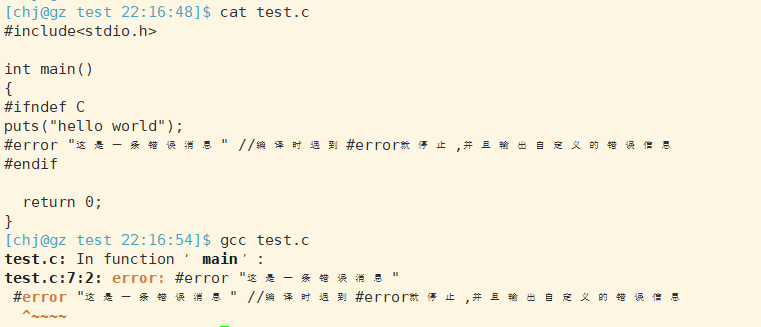 [chj@gz test 22:16:48]$ cat test.c
#include<stdio.h>
int main()
{
#ifndef C
puts("hello world");
#error "这是一条错误消息" //编译时遇到#error就停止,并且输出自定义的错误信息
#endif
return 0;
}
[chj@gz test 22:16:54]$ gcc test.c
test.c: In function ‘main’:
test.c:7:2: error: #error "这是一条错误消息"
#error "这是一条错误消息" //编译时遇到#error就停止,并且输出自定义的错误信息
^~~~~